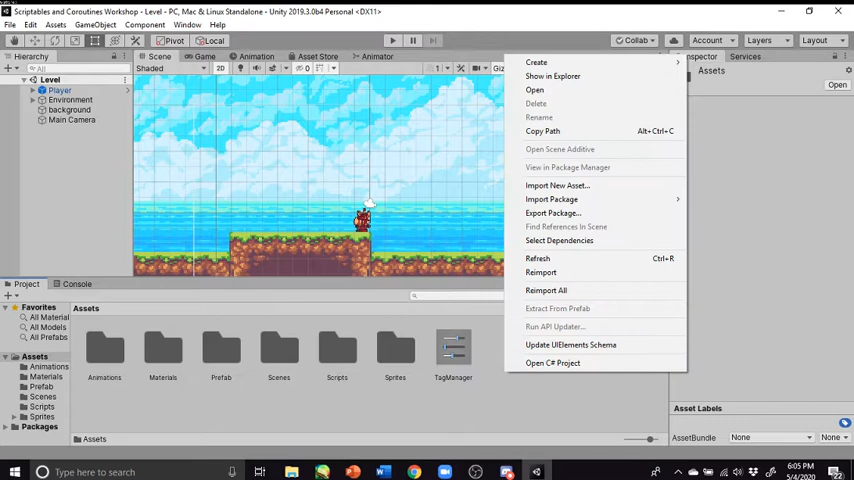 Scriptables and Coroutines Workshop - Level - PC, Mac & Linux Standalone - Unity 2019.3.0b4 Personal <DX11>
File Edit Assets GameObject Component Window Help
Pivot Local Collab Account Layers Layout
Hierarchy Scene Game Animation Asset Store Animator Inspector Services
All Shaded 2D 0 1 Giz
Level
Player
Environment
background
Main Camera
Assets
Open
Create
Show in Explorer
Open
Delete
Rename
Copy Path Alt+Ctrl+C
Open Scene Additive
View in Package Manager
Import New Asset...
Import Package
Export Package...
Find References In Scene
Select Dependencies
Refresh Ctrl+R
Reimport
Reimport All
Extract From Prefab
Run API Updater...
Update UIElements Schema
Open C# Project
Project Console
Favorites
All Material
All Models
All Prefabs
Assets
Animations
Materials
Prefab
Scenes
Scripts
Sprites
Packages
Assets
Animations Materials Prefab Scenes Scripts Sprites TagManager
Assets
Asset Labels
AssetBundle None None
Type here to search
6:05 PM
5/4/2020
22